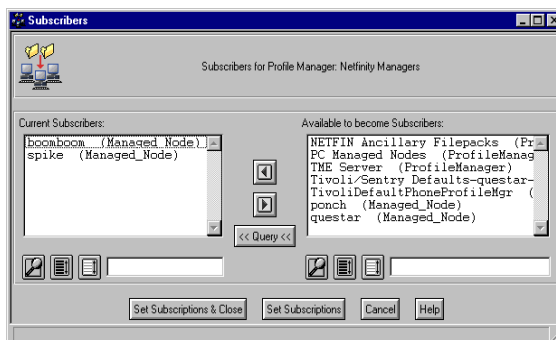 Subscribers
Subscribers for Profile Manager: Netfinity Managers
Current Subscribers:
boomboom (Managed_Node)
spike (Managed_Node)
Available to become Subscribers:
NETFIN Ancillary Filepacks (Pr
PC Managed Nodes (ProfileManag
TME Server (ProfileManager)
Tivoli/Sentry Defaults-questar-
TivoliDefaultPhoneProfileMgr (
ponch (Managed_Node)
questar (Managed_Node)
<< Query <<
Set Subscriptions & Close
Set Subscriptions
Cancel
Help